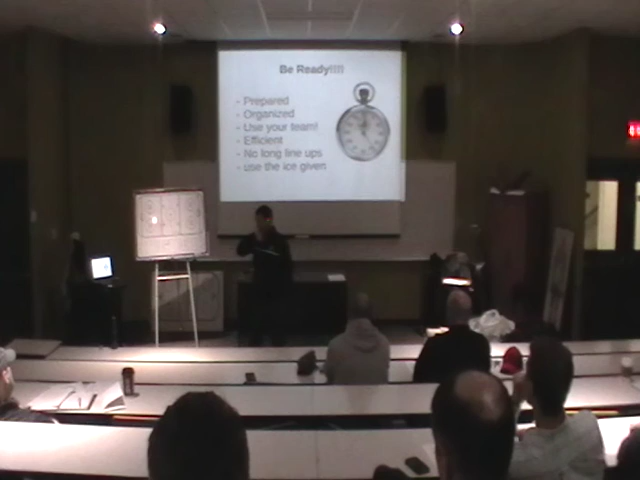 Be Ready!!!!
- Prepared
- Organized
- Use your team!
- Efficient
- No long line ups
- use the ice given